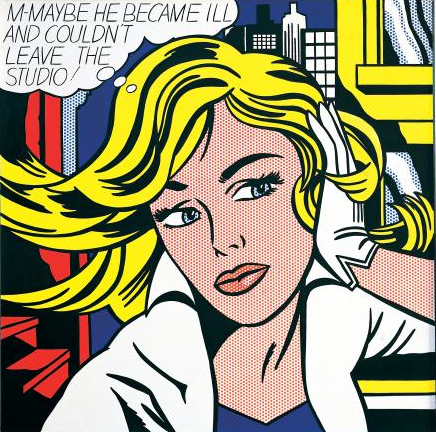 M-MAYBE HE BECAME ILL
AND COULDN'T
LEAVE THE
STUDIO!